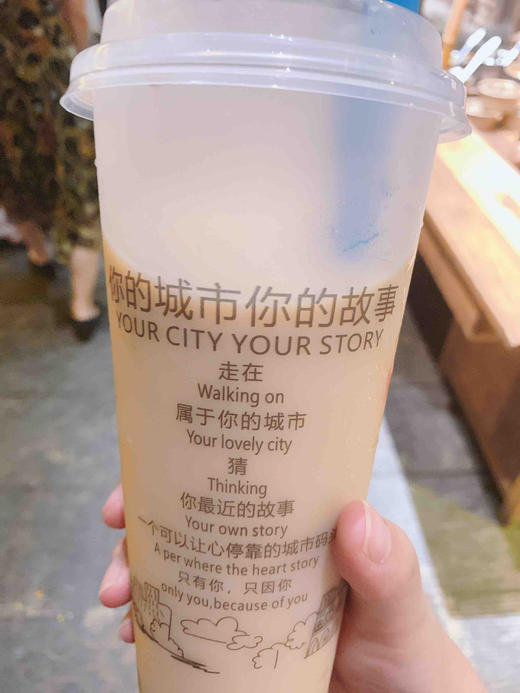 你的城市你的故事
YOUR CITY YOUR STORY
走在
Walking on
属于你的城市
Your lovely city
猜
Thinking
你最近的故事
Your own story
一个可以让心停靠的城市码头
A per where the heart story
只有你，只因你
only you,because of you